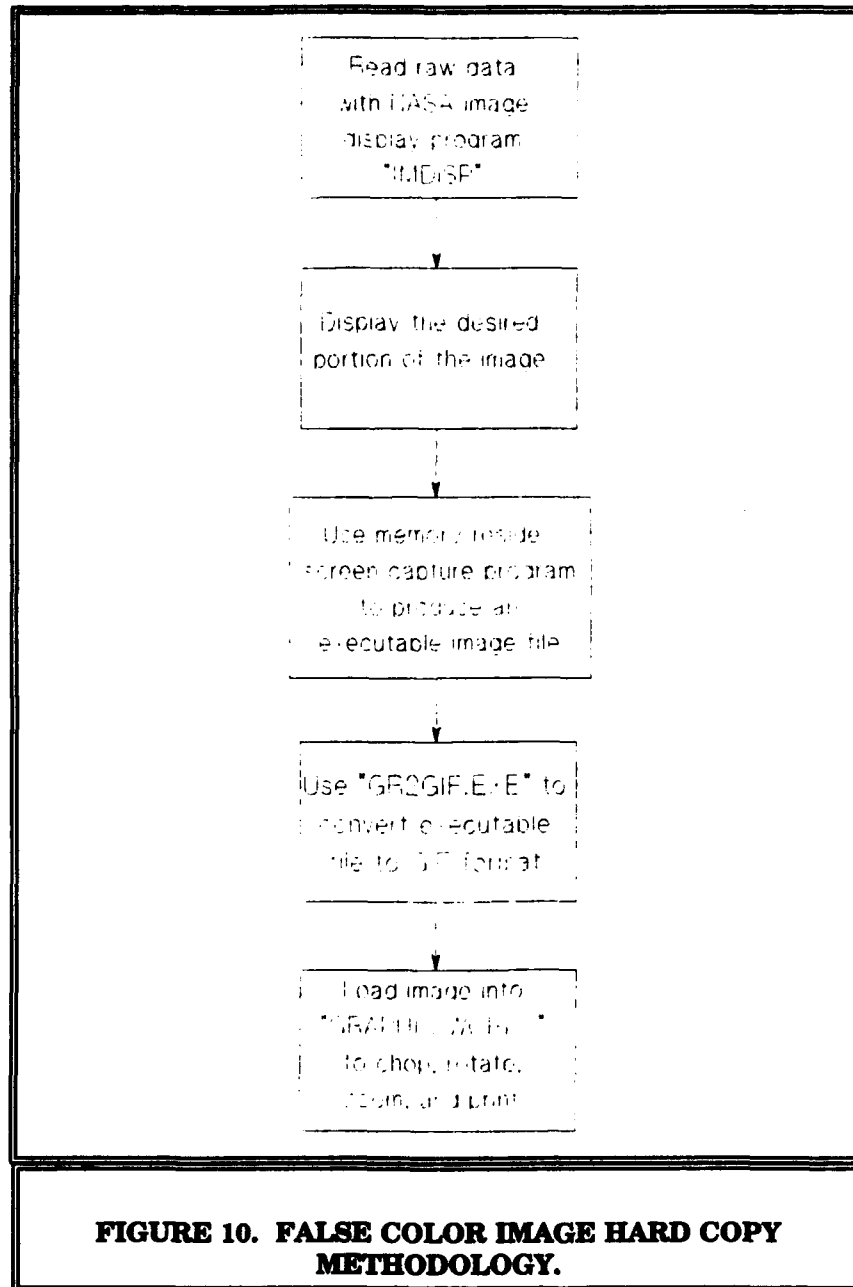 Read raw data
with NASA image
display program
"IMDISP"
Display the desired
portion of the image
Use memory reside
screen capture program
to produce an
executable image file
Use "GR2GIF.EXE" to
convert executable
file to GIF format
Load image into
to chop, rotate,
zoom, and print
FIGURE 10. FALSE COLOR IMAGE HARD COPY
METHODOLOGY.